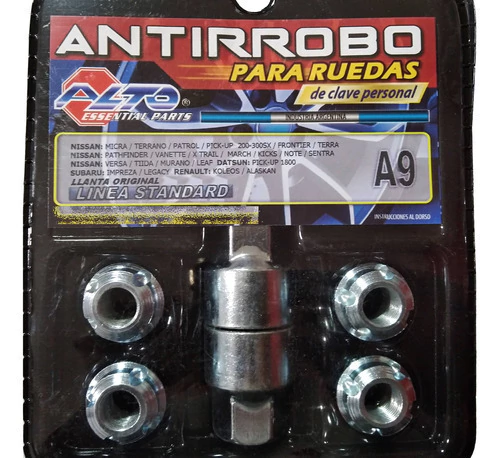 ANTIRROBO
PARA RUEDAS
de clave personal
ALTO®
ESSENTIAL PARTS
INDUSTRIA ARGENTINA
NISSAN: MICRA / TERRANO / PATROL / PICK-UP 200-300SX / FRONTIER / TERRA
NISSAN: PATHFINDER / VANETTE / X TRAIL / MARCH / KICKS / NOTE / SENTRA
NISSAN: VERSA / TIIDA / MURANO / LEAF DATSUN: PICK-UP 1800
SUBARU: IMPREZA / LEGACY RENAULT: KOLEOS / ALASKAN
LLANTA ORIGINAL
LINEA STANDARD
A9
INSTRUCCIONES AL DORSO